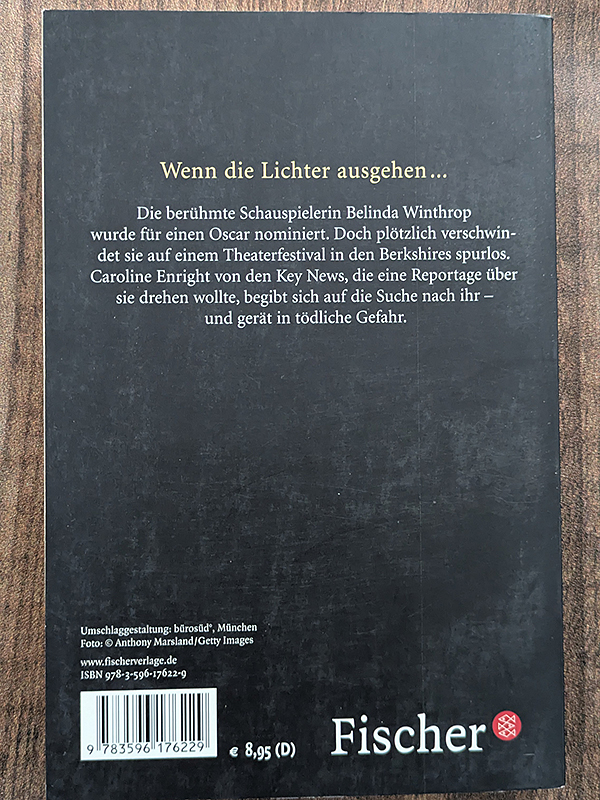 Wenn die Lichter ausgehen...
Die berühmte Schauspielerin Belinda Winthrop
wurde für einen Oscar nominiert. Doch plötzlich verschwin-
det sie auf einem Theaterfestival in den Berkshires spurlos.
Caroline Enright von den Key News, die eine Reportage über
sie drehen wollte, begibt sich auf die Suche nach ihr –
und gerät in tödliche Gefahr.
Umschlaggestaltung: bürosüd°, München
Foto: © Anthony Marsland/Getty Images
www.fischerverlage.de
ISBN 978-3-596-17622-9
9 783596 176229
€ 8,95 (D)
Fischer